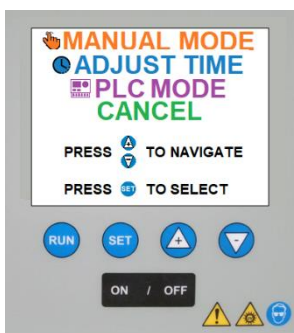 MANUAL MODE
ADJUST TIME
PLC MODE
CANCEL
PRESS + - TO NAVIGATE
PRESS SET TO SELECT
RUN SET + -
ON / OFF